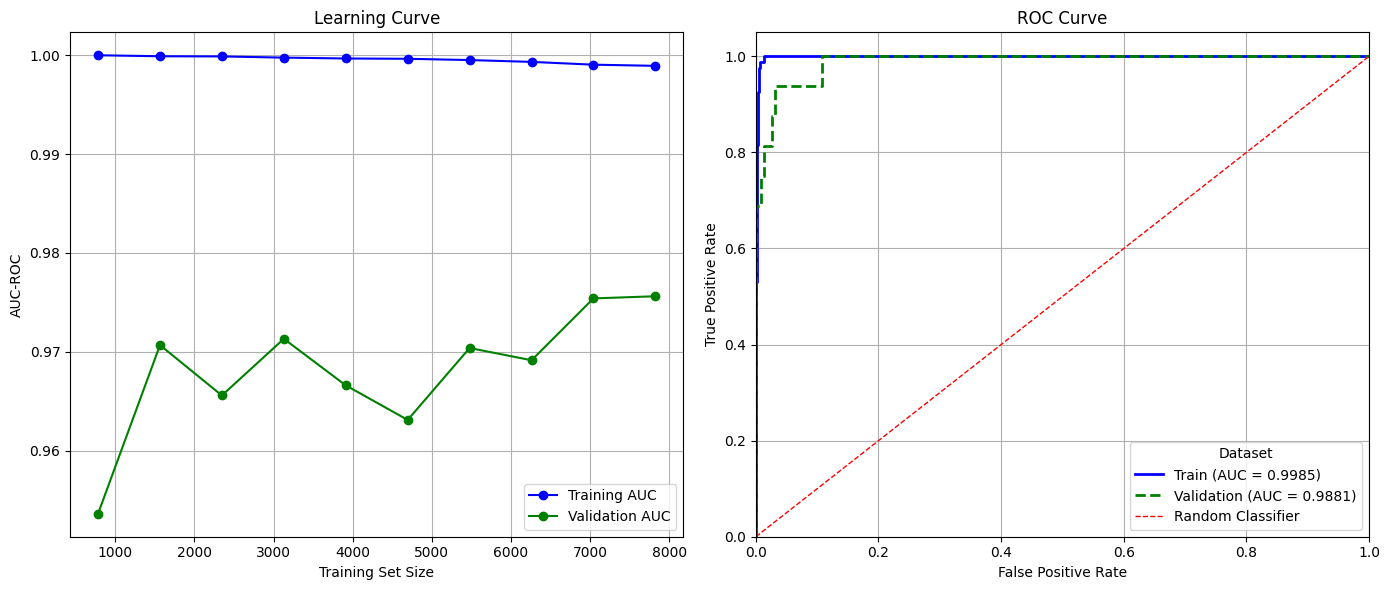 Learning Curve
1.00
0.99
0.98
0.97
0.96
AUC-ROC
1000 2000 3000 4000 5000 6000 7000 8000
Training Set Size
Training AUC
Validation AUC
ROC Curve
1.0
0.8
0.6
0.4
0.2
0.0
True Positive Rate
0.0 0.2 0.4 0.6 0.8 1.0
False Positive Rate
Dataset
Train (AUC = 0.9985)
Validation (AUC = 0.9881)
Random Classifier